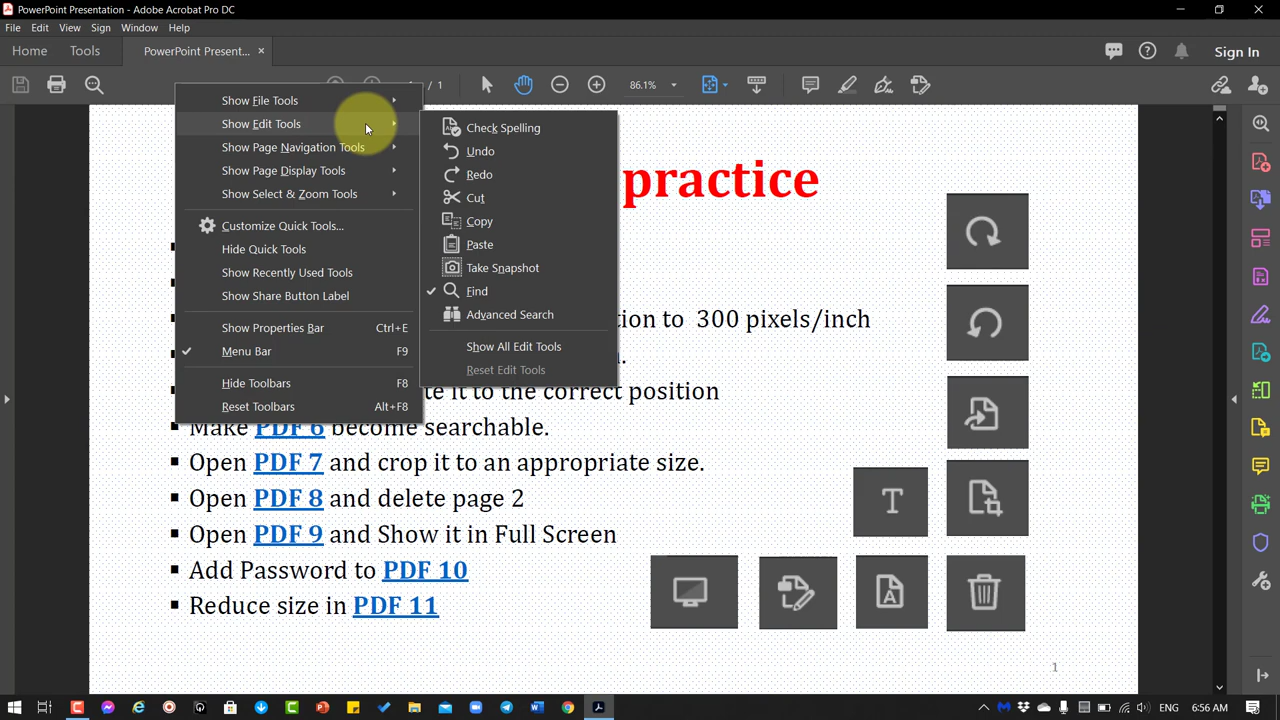 PowerPoint Presentation - Adobe Acrobat Pro DC
File Edit View Sign Window Help
Home Tools PowerPoint Present... × Sign In
/ 1 86.1%
Show File Tools
Show Edit Tools
Show Page Navigation Tools
Show Page Display Tools
Show Select & Zoom Tools
Customize Quick Tools...
Hide Quick Tools
Show Recently Used Tools
Show Share Button Label
Show Properties Bar Ctrl+E
Menu Bar F9
Hide Toolbars F8
Reset Toolbars Alt+F8
Check Spelling
Undo
Redo
Cut
Copy
Paste
Take Snapshot
Find
Advanced Search
Show All Edit Tools
Reset Edit Tools
practice
tion to 300 pixels/inch
te it to the correct position
▪ Make PDF 6 become searchable.
▪ Open PDF 7 and crop it to an appropriate size.
▪ Open PDF 8 and delete page 2
▪ Open PDF 9 and Show it in Full Screen
▪ Add Password to PDF 10
▪ Reduce size in PDF 11
T
A
1
ENG 6:56 AM